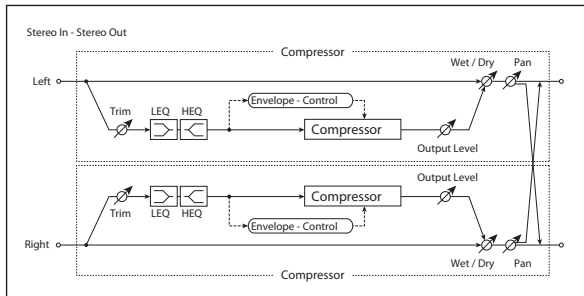 Stereo In - Stereo Out
Compressor
Wet / Dry Pan
Left
Trim LEQ HEQ
Envelope - Control
Compressor
Output Level
Output Level
Compressor
Trim LEQ HEQ
Envelope - Control
Right
Wet / Dry Pan
Compressor